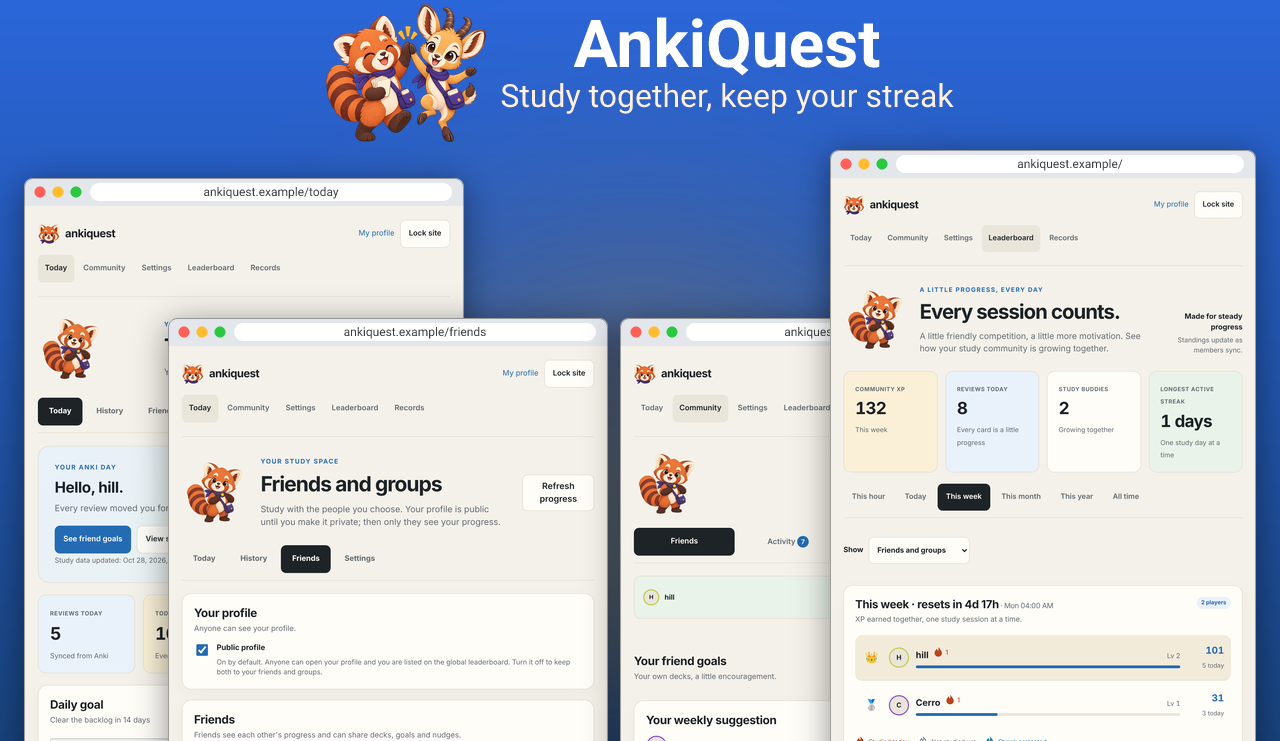 AnkiQuest
Study together, keep your streak
ankiquest.example/today
ankiquest
My profile
Lock site
Today
Community
Settings
Leaderboard
Records
Today
History
YOUR ANKI DAY
Hello, hill.
Every review moved you
See friend goals
Study data updated: Oct 28, 2026,
REVIEWS TODAY
5
Synced from Anki
Daily goal
Clear the backlog in 14 days
ankiquest.example/friends
ankiquest
My profile
Lock site
Today
Community
Settings
Leaderboard
Records
YOUR STUDY SPACE
Friends and groups
Study with the people you choose. Your profile is public
until you make it private; then only they see your progress.
Refresh
progress
Today
History
Friends
Settings
Your profile
Anyone can see your profile.
Public profile
On by default. Anyone can open your profile and you are listed on the global leaderboard. Turn it off to keep
both to your friends and groups.
Friends
Friends see each other's progress and can share decks, goals and nudges.
ankiquest
Today
Community
Settings
Leaderboard
Friends
Activity 7
H
hill
Your friend goals
Your own decks, a little encouragement.
Your weekly suggestion
ankiquest.example/
ankiquest
My profile
Lock site
Today
Community
Settings
Leaderboard
Records
A LITTLE PROGRESS, EVERY DAY
Every session counts.
A little friendly competition, a little more motivation. See
how your study community is growing together.
Made for steady
progress
Standings update as
members sync.
COMMUNITY XP
132
This week
REVIEWS TODAY
8
Every card is a little
progress
STUDY BUDDIES
2
Growing together
LONGEST ACTIVE
STREAK
1 days
One study day at a
time
This hour
Today
This week
This month
This year
All time
Show
Friends and groups
This week · resets in 4d 17h · Mon 04:00 AM
2 players
XP earned together, one study session at a time.
H
hill
1
Lv 2
101
5 today
C
Cerro
1
Lv 1
31
3 today